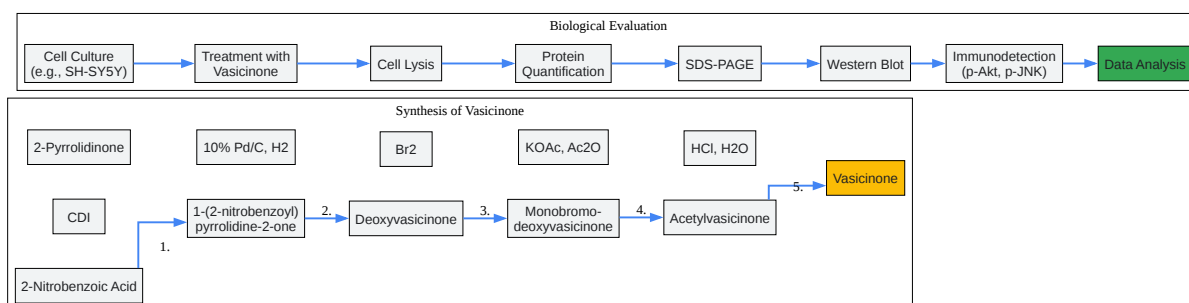 Biological Evaluation
Cell Culture
(e.g., SH-SY5Y)
Treatment with
Vasicinone
Cell Lysis
Protein
Quantification
SDS-PAGE
Western Blot
Immunodetection
(p-Akt, p-JNK)
Data Analysis
Synthesis of Vasicinone
2-Pyrrolidinone
10% Pd/C, H2
Br2
KOAc, Ac2O
HCl, H2O
CDI
1-(2-nitrobenzoyl)
pyrrolidine-2-one
Deoxyvasicinone
Monobromo-
deoxyvasicinone
Acetylvasicinone
Vasicinone
2-Nitrobenzoic Acid
1.
2.
3.
4.
5.